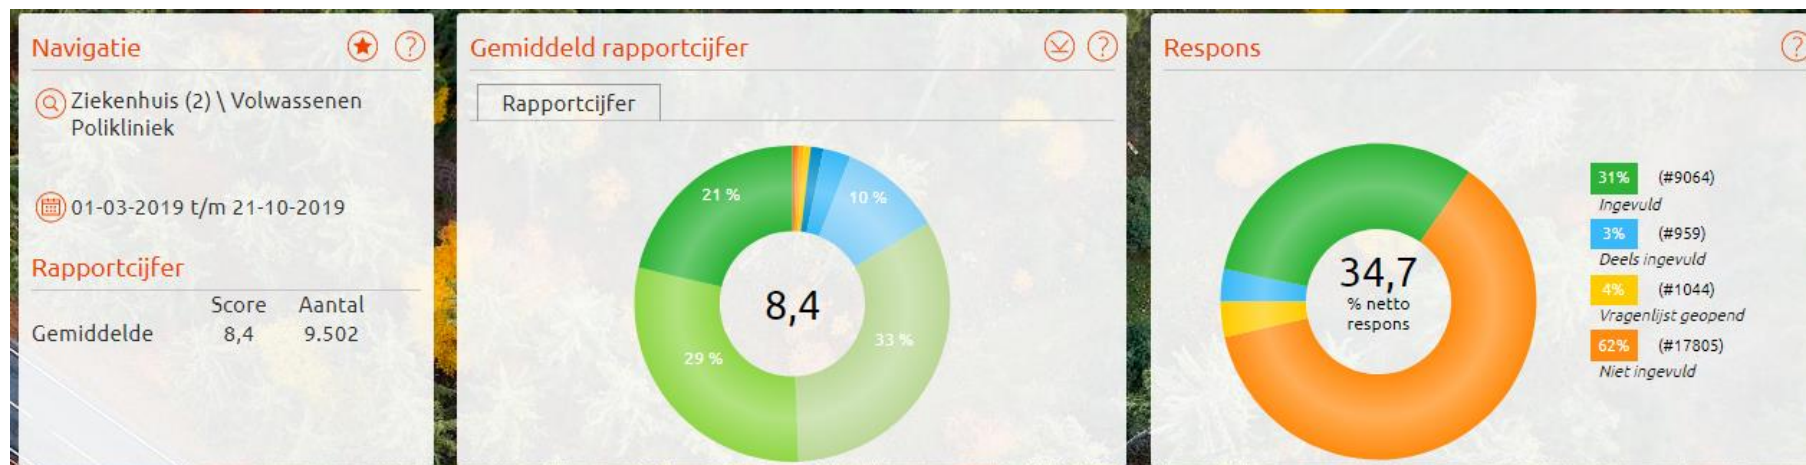 Navigatie
Ziekenhuis (2) \ Volwassenen
Polikliniek
01-03-2019 t/m 21-10-2019
Rapportcijfer
Score Aantal
Gemiddelde 8,4 9.502
Gemiddeld rapportcijfer
Rapportcijfer
21 %
10 %
8,4
33 %
29 %
Respons
34,7
% netto
respons
31% (#9064)
Ingevuld
3% (#959)
Deels ingevuld
4% (#1044)
Vragenlijst geopend
62% (#17805)
Niet ingevuld